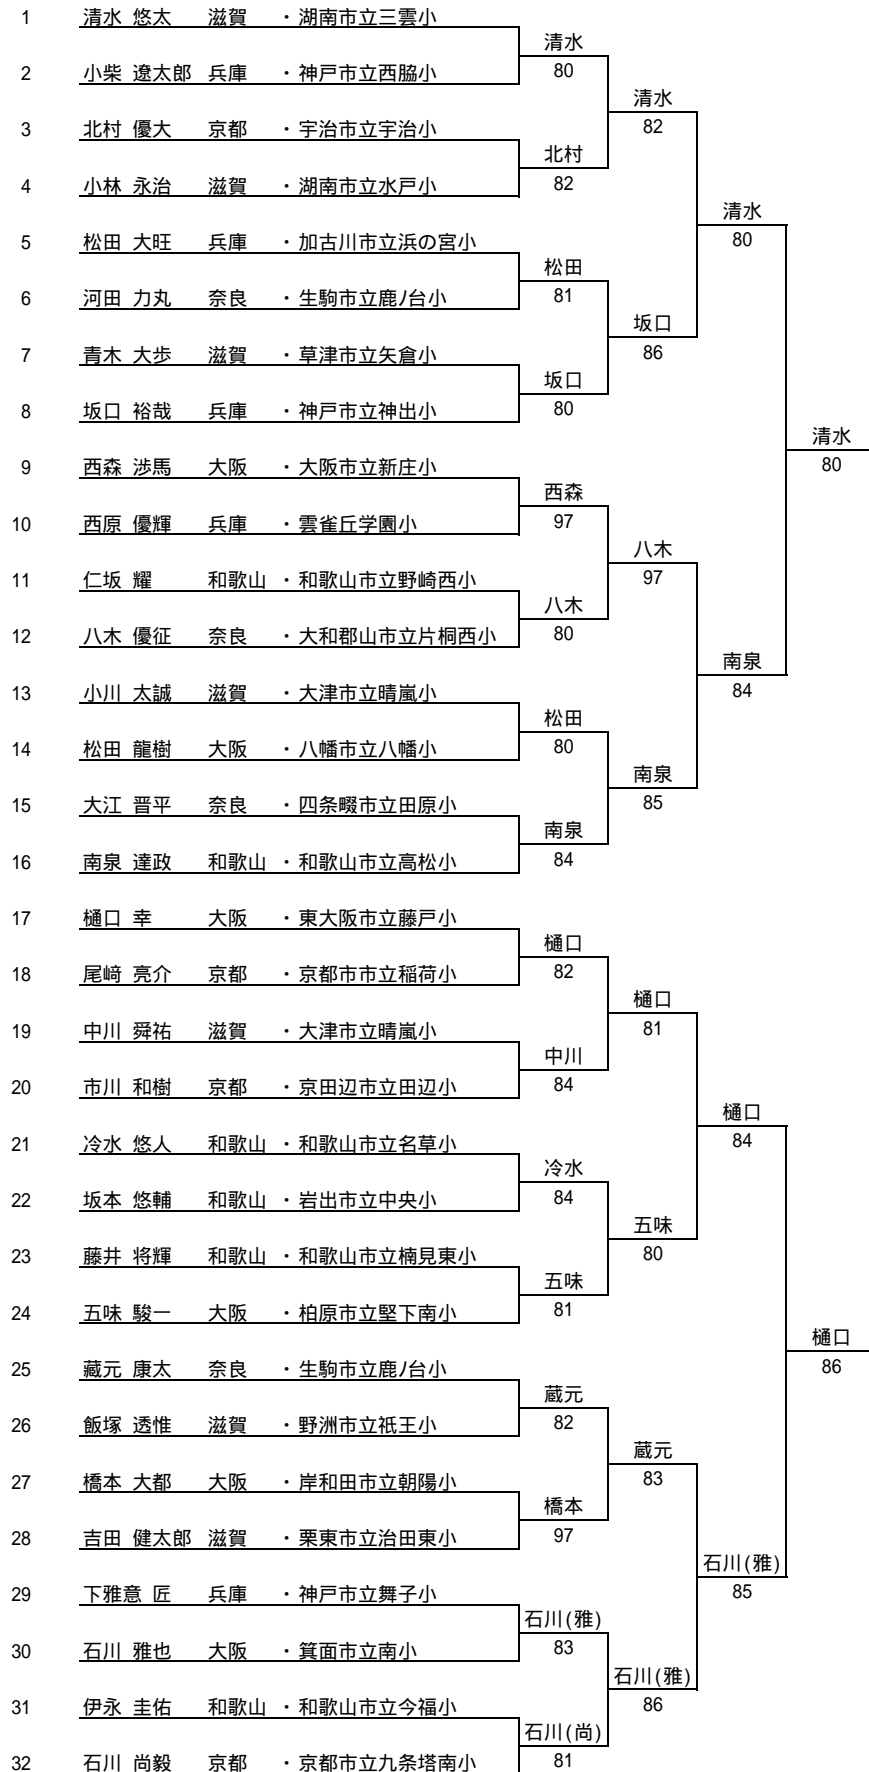 1 清水 悠太 滋賀 ・湖南市立三雲小
清水
2 小柴 遼太郎 兵庫 ・神戸市立西脇小
80
清水
3 北村 優大 京都 ・宇治市立宇治小
82
北村
4 小林 永治 滋賀 ・湖南市立水戸小
82
清水
5 松田 大旺 兵庫 ・加古川市立浜の宮小
80
松田
6 河田 力丸 奈良 ・生駒市立鹿ノ台小
81
坂口
7 青木 大歩 滋賀 ・草津市立矢倉小
86
坂口
8 坂口 裕哉 兵庫 ・神戸市立神出小
80
清水
9 西森 渉馬 大阪 ・大阪市立新庄小
80
西森
10 西原 優輝 兵庫 ・雲雀丘学園小
97
八木
11 仁坂 耀 和歌山 ・和歌山市立野崎西小
97
八木
12 八木 優征 奈良 ・大和郡山市立片桐西小
80
南泉
13 小川 太誠 滋賀 ・大津市立晴嵐小
84
松田
14 松田 龍樹 大阪 ・八幡市立八幡小
80
南泉
15 大江 晋平 奈良 ・四条畷市立田原小
85
南泉
16 南泉 達政 和歌山 ・和歌山市立高松小
84
17 樋口 幸 大阪 ・東大阪市立藤戸小
樋口
18 尾﨑 亮介 京都 ・京都市市立稲荷小
82
樋口
19 中川 舜祐 滋賀 ・大津市立晴嵐小
81
中川
20 市川 和樹 京都 ・京田辺市立田辺小
84
樋口
21 冷水 悠人 和歌山 ・和歌山市立名草小
84
冷水
22 坂本 悠輔 和歌山 ・岩出市立中央小
84
五味
23 藤井 将輝 和歌山 ・和歌山市立楠見東小
80
五味
24 五味 駿一 大阪 ・柏原市立堅下南小
81
樋口
25 蔵元 康太 奈良 ・生駒市立鹿ノ台小
86
蔵元
26 飯塚 透惟 滋賀 ・野洲市立祇王小
82
蔵元
27 橋本 大都 大阪 ・岸和田市立朝陽小
83
橋本
28 吉田 健太郎 滋賀 ・栗東市立治田東小
97
石川(雅)
29 下雅意 匠 兵庫 ・神戸市立舞子小
85
石川(雅)
30 石川 雅也 大阪 ・箕面市立南小
83
石川(雅)
31 伊永 圭佑 和歌山 ・和歌山市立今福小
86
石川(尚)
32 石川 尚毅 京都 ・京都市立九条塔南小
81